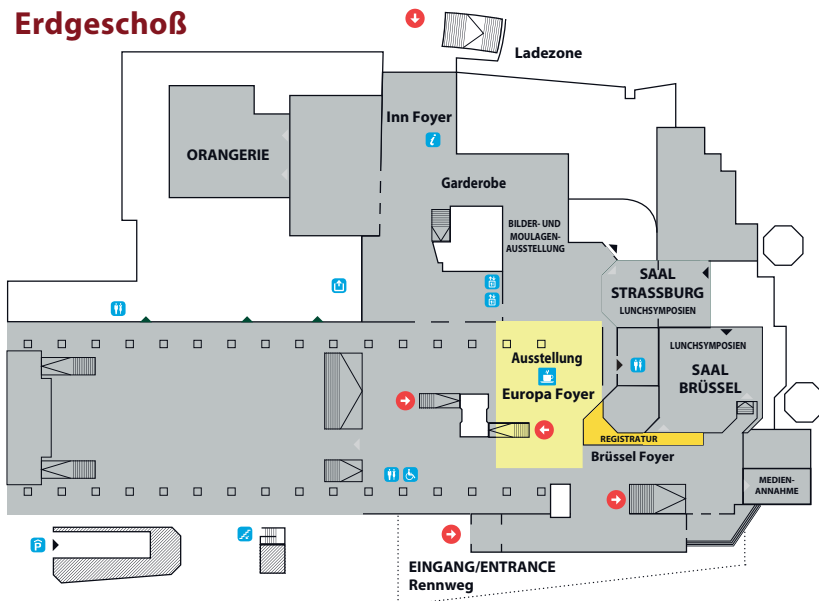 Erdgeschoß
Ladezone
Inn Foyer
i
ORANGERIE
Garderobe
BILDER- UND
MOULAGEN-
AUSSTELLUNG
SAAL
STRASSBURG
LUNCHSYMPOSIEN
LUNCHSYMPOSIEN
SAAL
BRÜSSEL
Ausstellung
Europa Foyer
REGISTRATUR
Brüssel Foyer
MEDIEN-
ANNAHME
P
EINGANG/ENTRANCE
Rennweg